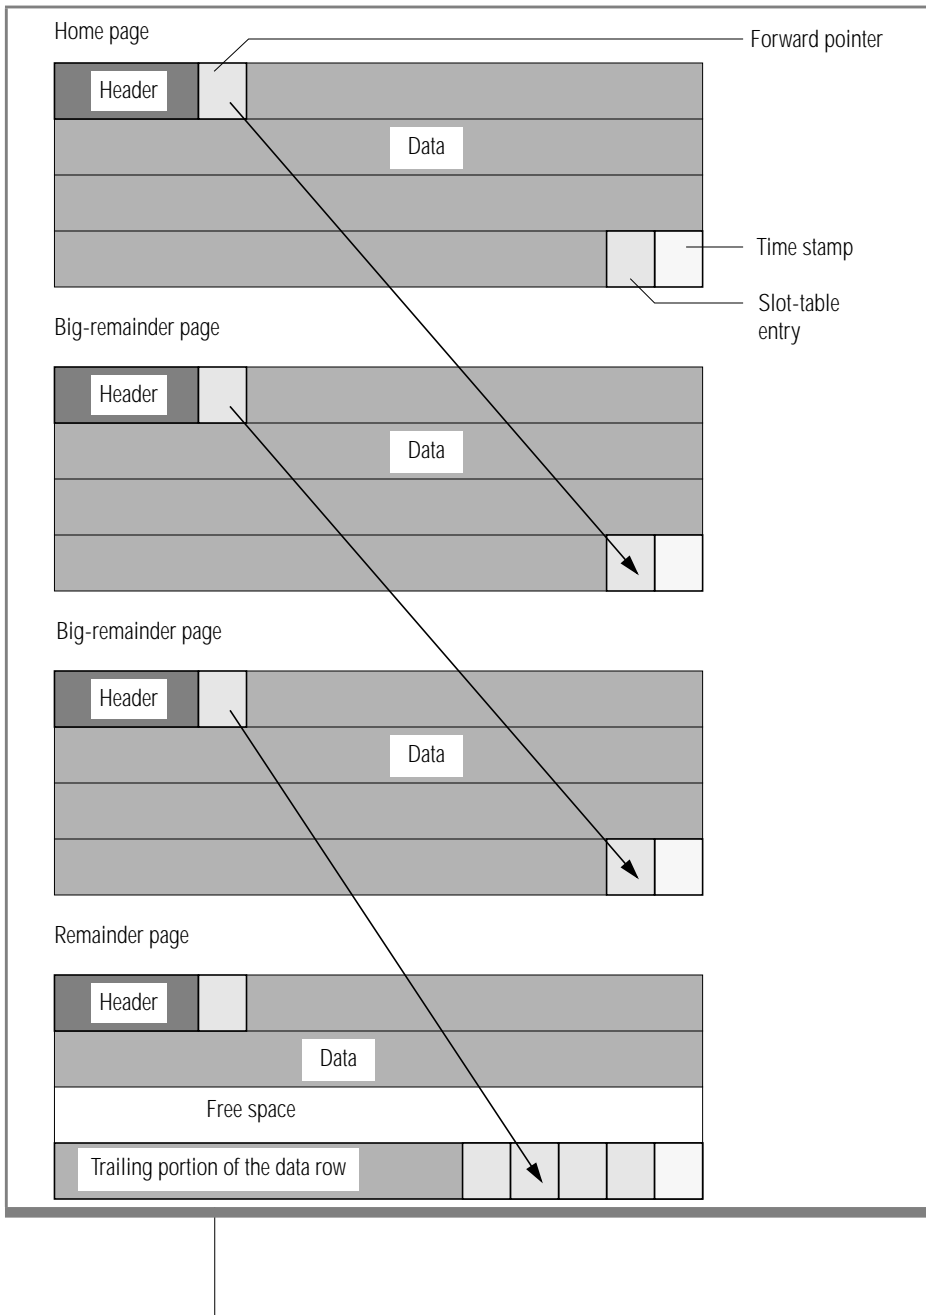 Home page
Forward pointer
Header
Data
Time stamp
Slot-table
entry
Big-remainder page
Header
Data
Big-remainder page
Header
Data
Remainder page
Header
Data
Free space
Trailing portion of the data row